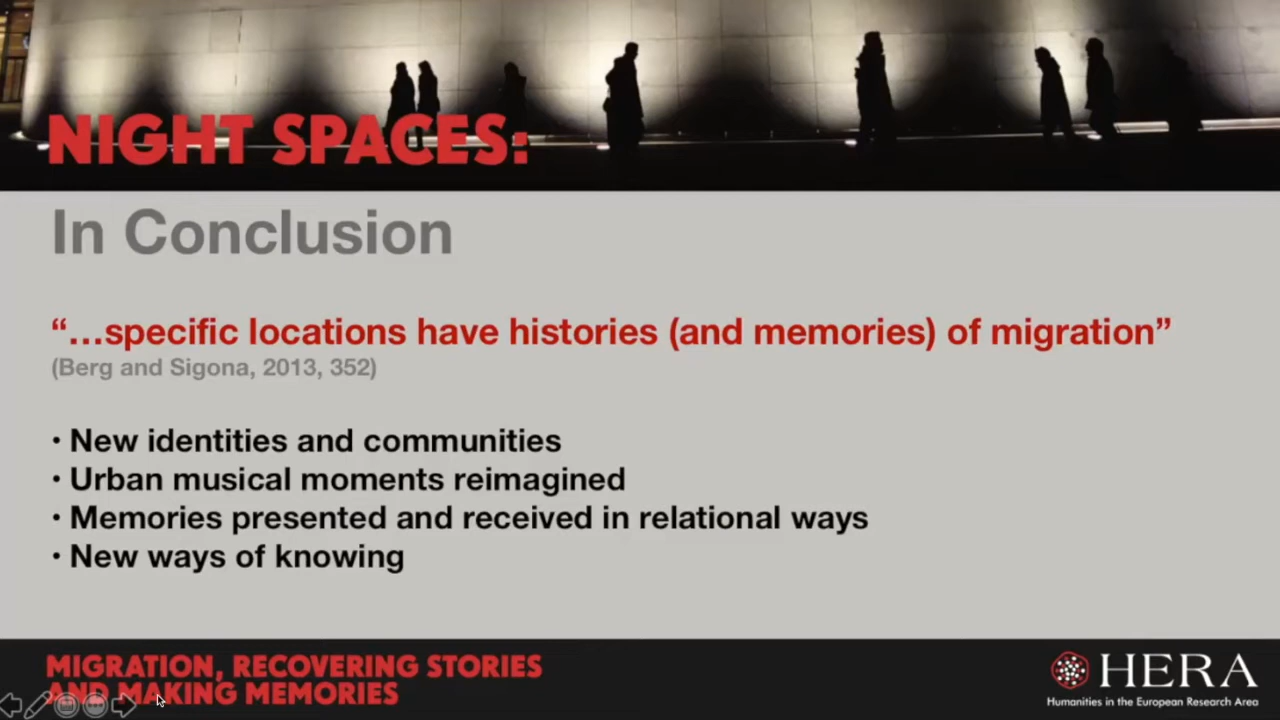 NIGHT SPACES:
In Conclusion
“…specific locations have histories (and memories) of migration”
(Berg and Sigona, 2013, 352)
• New identities and communities
• Urban musical moments reimagined
• Memories presented and received in relational ways
• New ways of knowing
MIGRATION, RECOVERING STORIES
AND MAKING MEMORIES
HERA
Humanities in the European Research Area